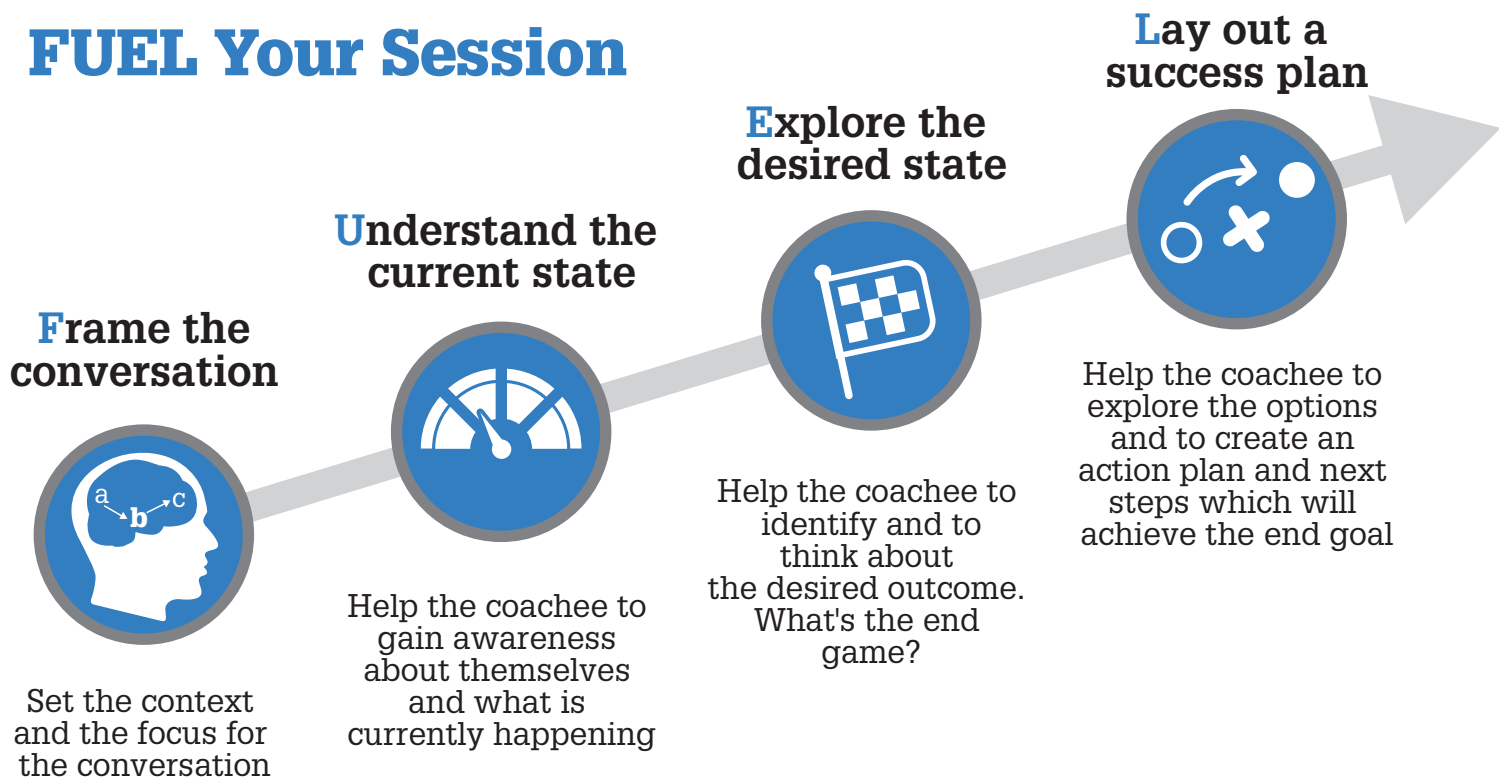 FUEL Your Session
Frame the
conversation
a
b
c
Set the context
and the focus for
the conversation
Understand the
current state
Help the coachee to
gain awareness
about themselves
and what is
currently happening
Explore the
desired state
Help the coachee to
identify and to
think about
the desired outcome.
What's the end
game?
Lay out a
success plan
Help the coachee to
explore the options
and to create an
action plan and next
steps which will
achieve the end goal